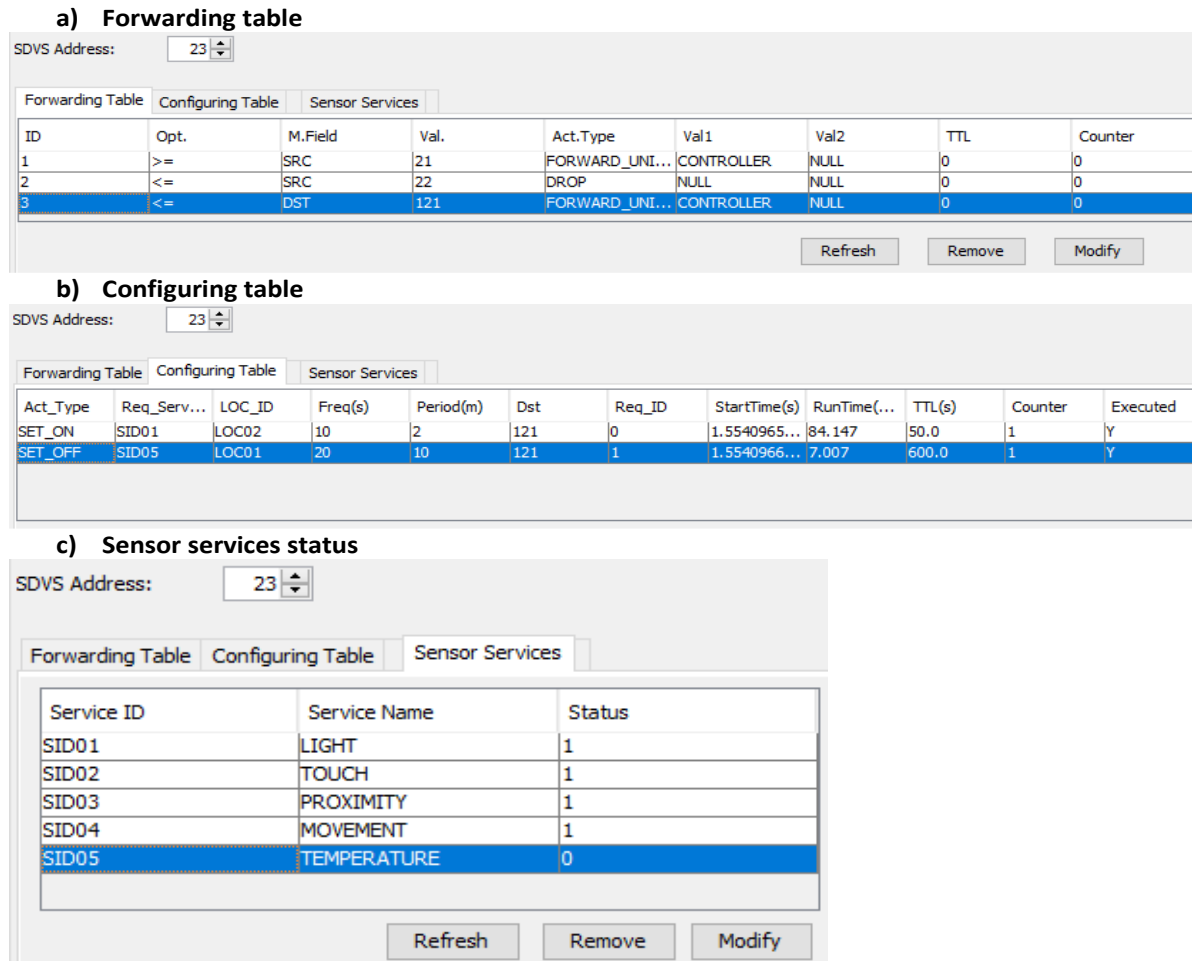 a) Forwarding table
SDVS Address: 23
Forwarding Table Configuring Table Sensor Services
ID Opt. M.Field Val. Act.Type Val1 Val2 TTL Counter
1 >= SRC 21 FORWARD_UNI... CONTROLLER NULL 0 0
2 <= SRC 22 DROP NULL NULL 0 0
3 <= DST 121 FORWARD_UNI... CONTROLLER NULL 0 0
Refresh Remove Modify
b) Configuring table
SDVS Address: 23
Forwarding Table Configuring Table Sensor Services
Act_Type Req_Serv... LOC_ID Freq(s) Period(m) Dst Req_ID StartTime(s) RunTime(... TTL(s) Counter Executed
SET_ON SID01 LOC02 10 2 121 0 1.5540965... 84.147 50.0 1 Y
SET_OFF SID05 LOC01 20 10 121 1 1.5540966... 7.007 600.0 1 Y
c) Sensor services status
SDVS Address: 23
Forwarding Table Configuring Table Sensor Services
Service ID Service Name Status
SID01 LIGHT 1
SID02 TOUCH 1
SID03 PROXIMITY 1
SID04 MOVEMENT 1
SID05 TEMPERATURE 0
Refresh Remove Modify